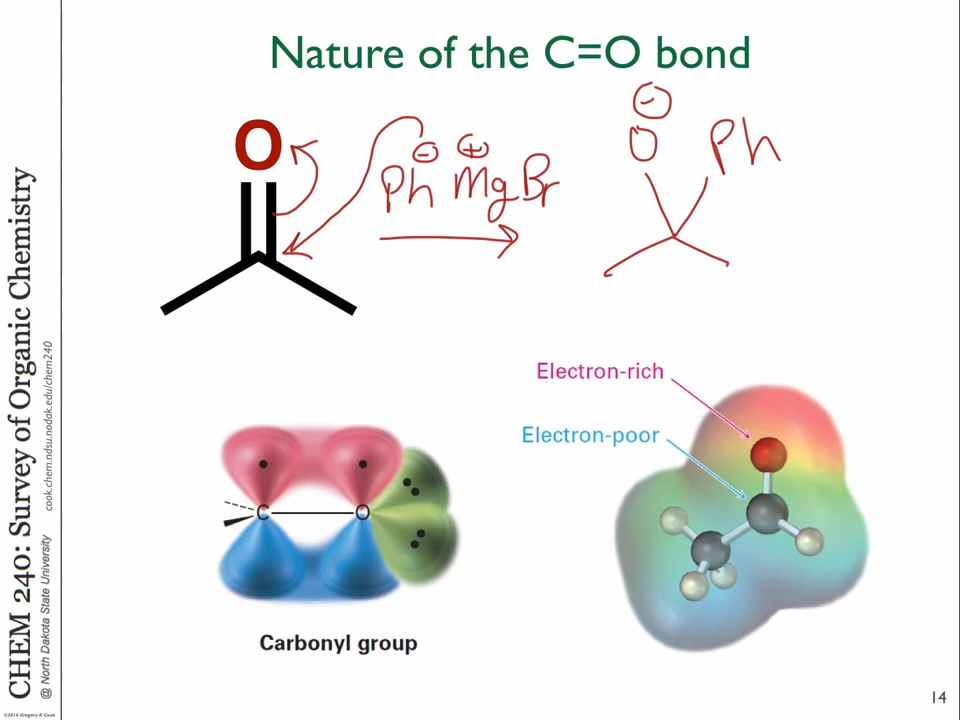 Nature of the C=O bond
O
⊖
⊖ ⊕
Ph MgBr
O
Ph
Electron-rich
Electron-poor
C
O
Carbonyl group
CHEM 240: Survey of Organic Chemistry
@ North Dakota State University
cook.chem.ndsu.nodak.edu/chem240
©2014 Gregory R Cook
14